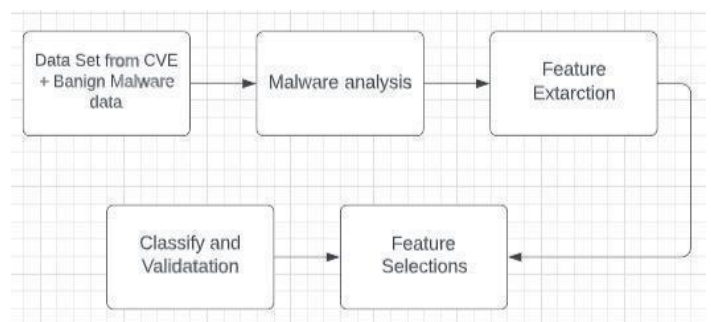 Data Set from CVE
+ Banign Malware
data
Malware analysis
Feature
Extarction
Classify and
Validatation
Feature
Selections